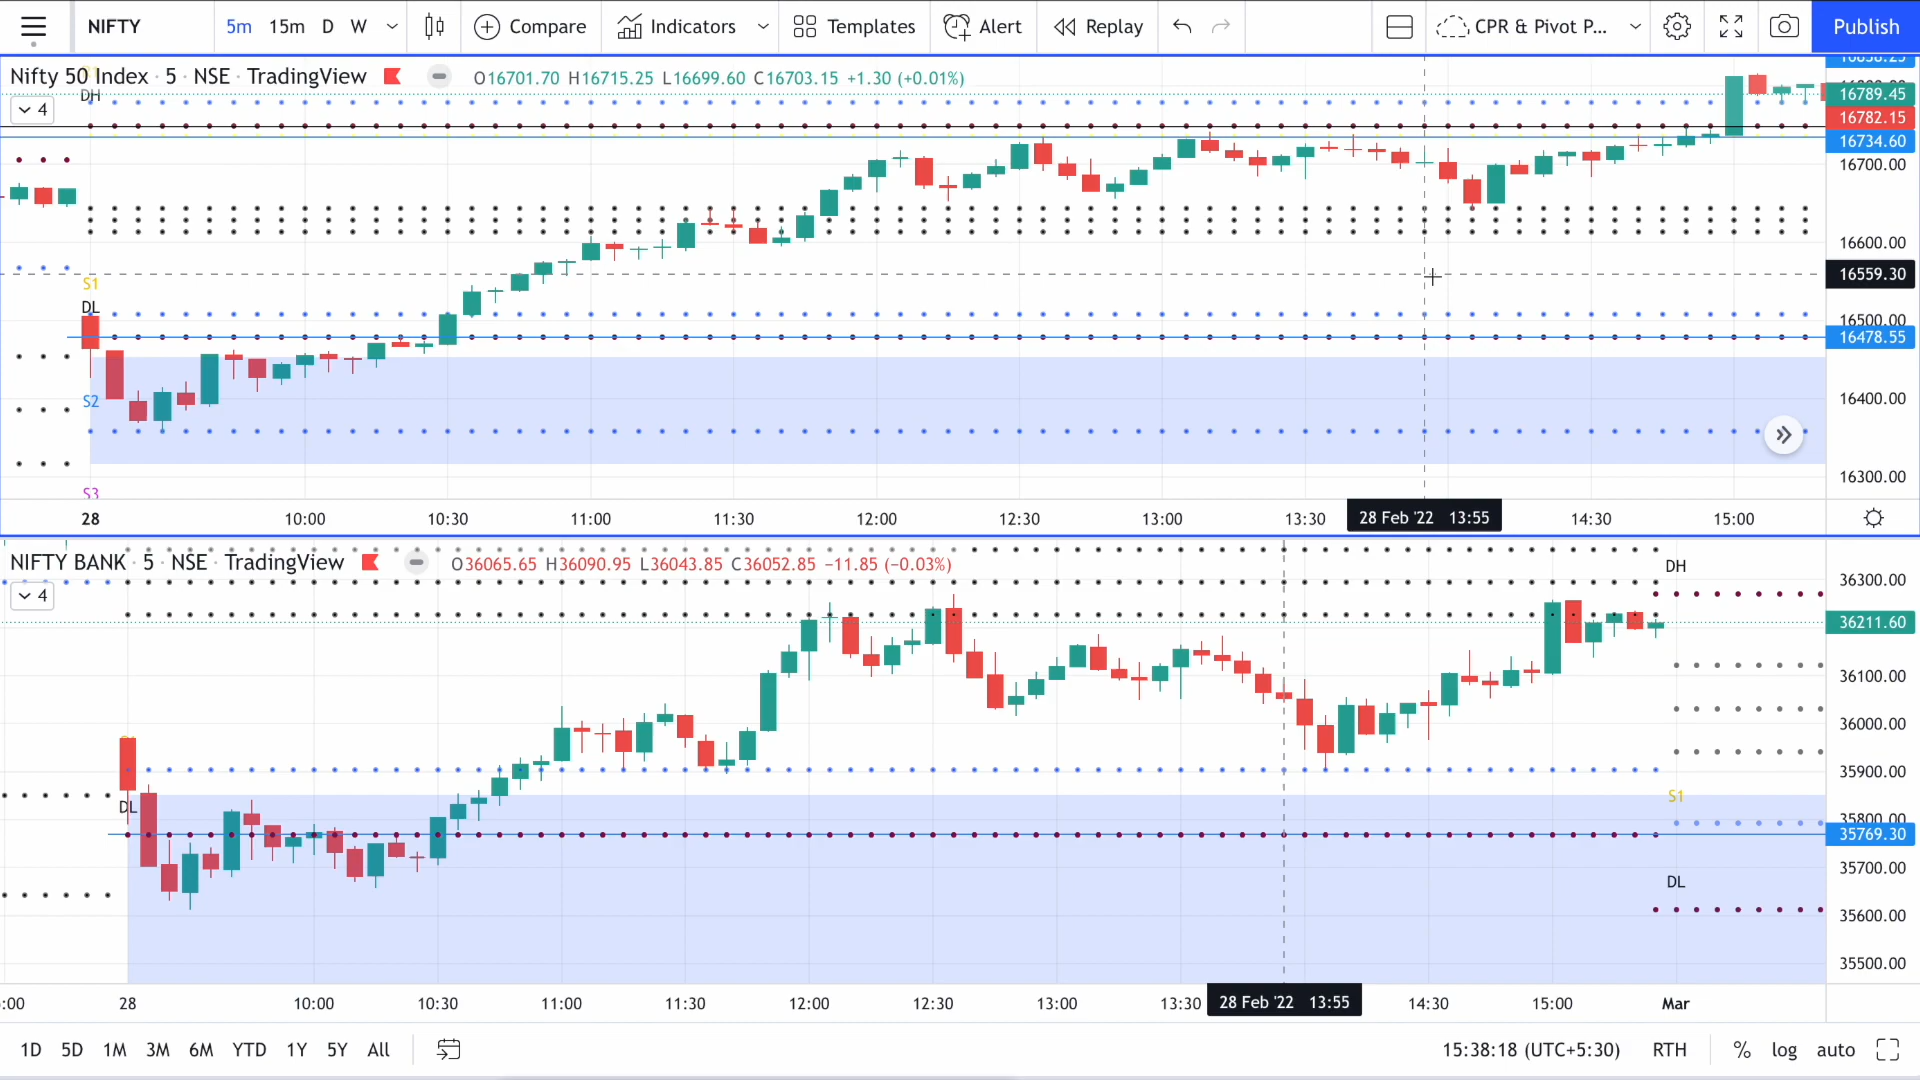 NIFTY 5m 15m D W Compare Indicators Templates Alert Replay CPR & Pivot P... Publish
Nifty 50 Index · 5 · NSE · TradingView O16701.70 H16715.25 L16699.60 C16703.15 +1.30 (+0.01%)
DH
4
16789.45
16782.15
16734.60
16700.00
16600.00
16559.30
S1
DL
16500.00
16478.55
S2
16400.00
16300.00
S3
28 10:00 10:30 11:00 11:30 12:00 12:30 13:00 13:30 28 Feb '22 13:55 14:30 15:00
NIFTY BANK · 5 · NSE · TradingView O36065.65 H36090.95 L36043.85 C36052.85 −11.85 (−0.03%)
DH
36300.00
4
36211.60
36100.00
36000.00
35900.00
S1
DL
35800.00
35769.30
35700.00
DL
35600.00
35500.00
:00 28 10:00 10:30 11:00 11:30 12:00 12:30 13:00 13:30 28 Feb '22 13:55 14:30 15:00 Mar
1D 5D 1M 3M 6M YTD 1Y 5Y All 15:38:18 (UTC+5:30) RTH % log auto